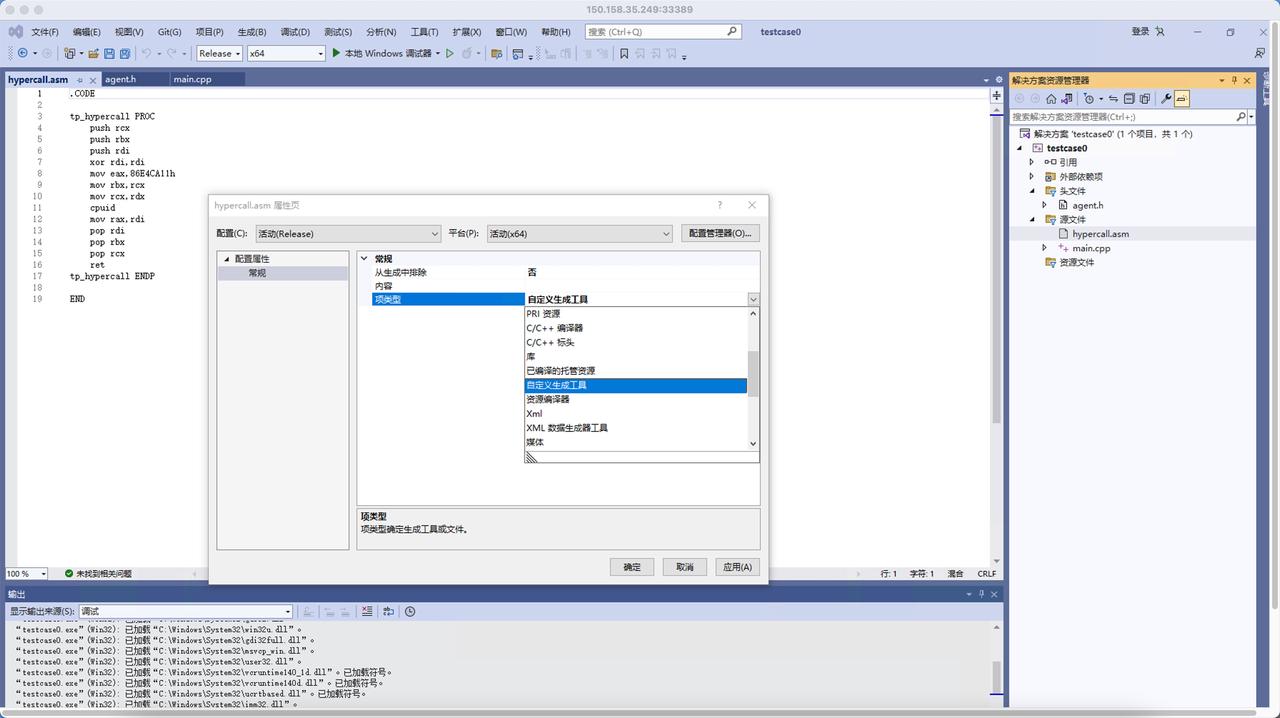 150.158.35.249:33389
文件(F) 编辑(E) 视图(V) Git(G) 项目(P) 生成(B) 调试(D) 测试(S) 分析(N) 工具(T) 扩展(X) 窗口(W) 帮助(H) 搜索 (Ctrl+Q) testcase0 登录
Release x64 本地 Windows 调试器
hypercall.asm agent.h main.cpp
1 .CODE
2
3 tp_hypercall PROC
4 push rcx
5 push rbx
6 push rdi
7 xor rdi,rdi
8 mov eax,86E4CA11h
9 mov rbx,rcx
10 mov rcx,rdx
11 cpuid
12 mov rax,rdi
13 pop rdi
14 pop rbx
15 pop rcx
16 ret
17 tp_hypercall ENDP
18
19 END
hypercall.asm 属性页 ?
配置(C): 活动(Release) 平台(P): 活动(x64) 配置管理器(O)...
配置属性
常规
常规
从生成中排除 否
内容
项类型 自定义生成工具
PRI 资源
C/C++ 编译器
C/C++ 标头
库
已编译的托管资源
自定义生成工具
资源编译器
Xml
XML 数据生成器工具
媒体
项类型
项类型确定生成工具或文件。
确定 取消 应用(A)
100 % 未找到相关问题 行: 1 字符: 1 混合 CRLF
输出
显示输出来源(S): 调试
“testcase0.exe”(Win32): 已加载“C:\Windows\System32\win32u.dll”。
“testcase0.exe”(Win32): 已加载“C:\Windows\System32\gdi32full.dll”。
“testcase0.exe”(Win32): 已加载“C:\Windows\System32\msvcp_win.dll”。
“testcase0.exe”(Win32): 已加载“C:\Windows\System32\user32.dll”。
“testcase0.exe”(Win32): 已加载“C:\Windows\System32\vcruntime140_1d.dll”。已加载符号。
“testcase0.exe”(Win32): 已加载“C:\Windows\System32\vcruntime140d.dll”。已加载符号。
“testcase0.exe”(Win32): 已加载“C:\Windows\System32\ucrtbased.dll”。已加载符号。
“testcase0.exe”(Win32): 已加载“C:\Windows\System32\imm32.dll”。
解决方案资源管理器
搜索解决方案资源管理器(Ctrl+;)
解决方案 'testcase0' (1 个项目，共 1 个)
testcase0
引用
外部依赖项
头文件
agent.h
源文件
hypercall.asm
main.cpp
资源文件